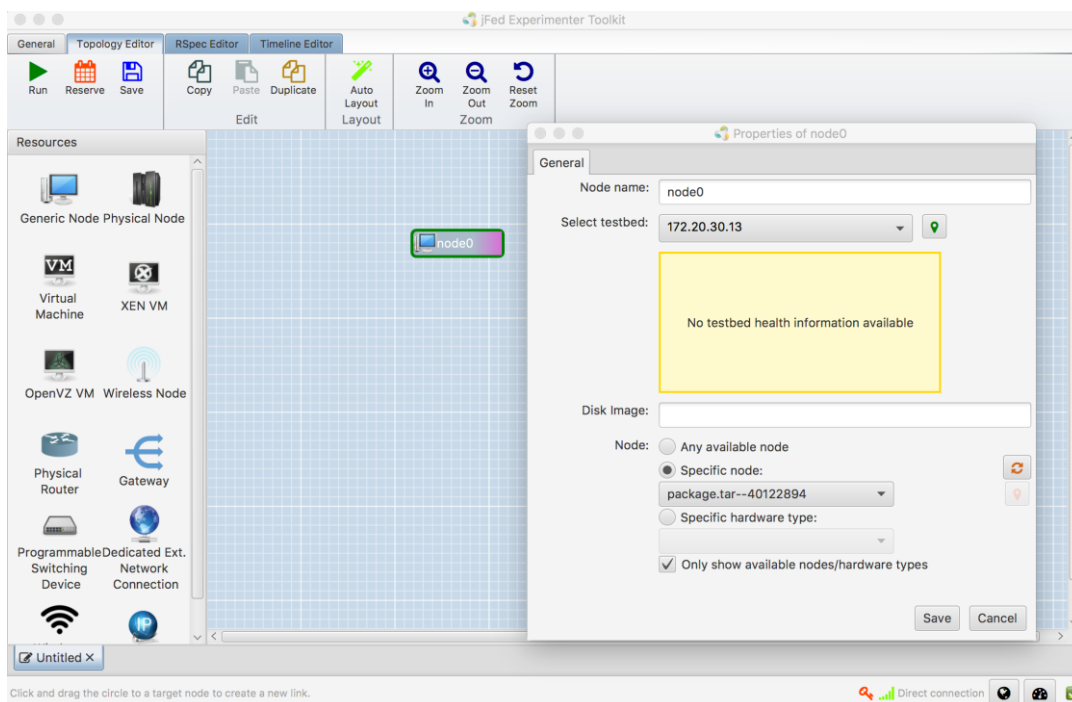 jFed Experimenter Toolkit
General Topology Editor RSpec Editor Timeline Editor
Run Reserve Save Copy Paste Duplicate Auto Layout Zoom In Zoom Out Reset Zoom
Edit Layout Zoom
Resources
Generic Node Physical Node
Virtual Machine XEN VM
OpenVZ VM Wireless Node
Physical Router Gateway
Programmable Switching Device Dedicated Ext. Network Connection
IP
node0
Properties of node0
General
Node name: node0
Select testbed: 172.20.30.13
No testbed health information available
Disk Image:
Node: Any available node
Specific node:
package.tar--40122894
Specific hardware type:
Only show available nodes/hardware types
Save Cancel
Untitled ×
Click and drag the circle to a target node to create a new link.
Direct connection